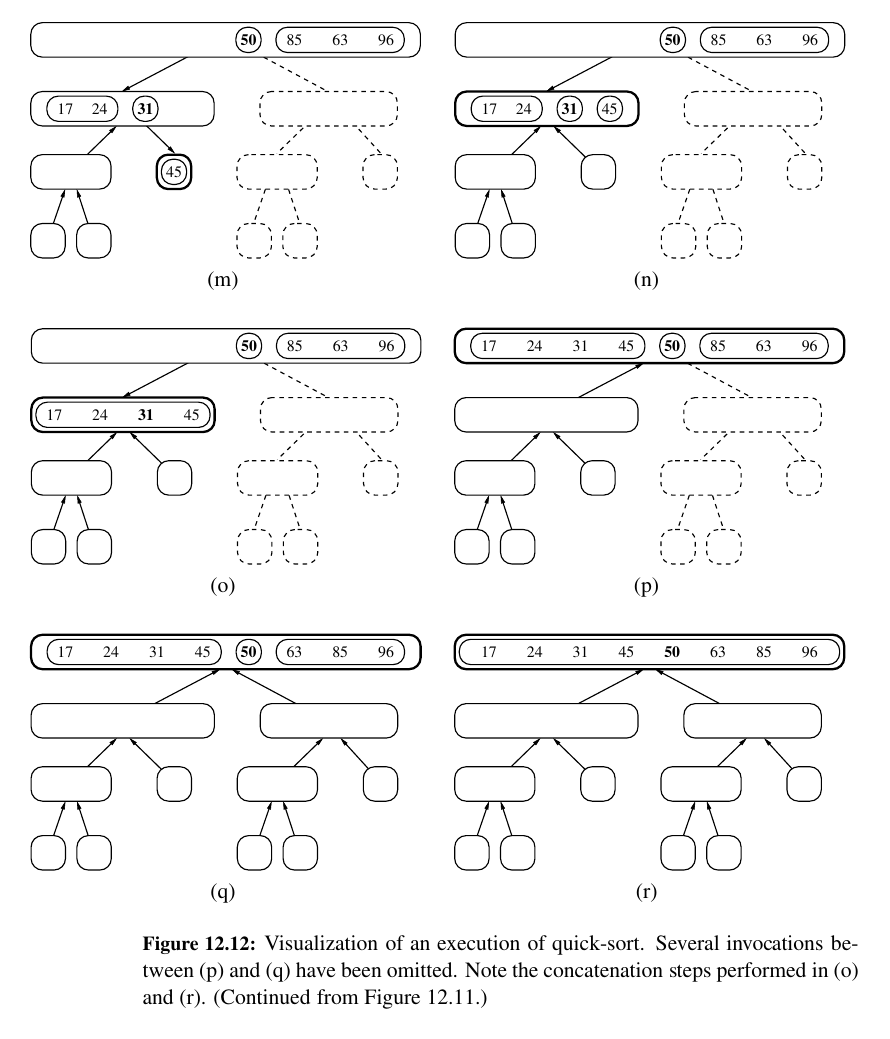 50 85 63 96
17 24 31
45
(m)
50 85 63 96
17 24 31 45
(n)
50 85 63 96
17 24 31 45
(o)
17 24 31 45 50 85 63 96
(p)
17 24 31 45 50 63 85 96
(q)
17 24 31 45 50 63 85 96
(r)
Figure 12.12: Visualization of an execution of quick-sort. Several invocations be-
tween (p) and (q) have been omitted. Note the concatenation steps performed in (o)
and (r). (Continued from Figure 12.11.)